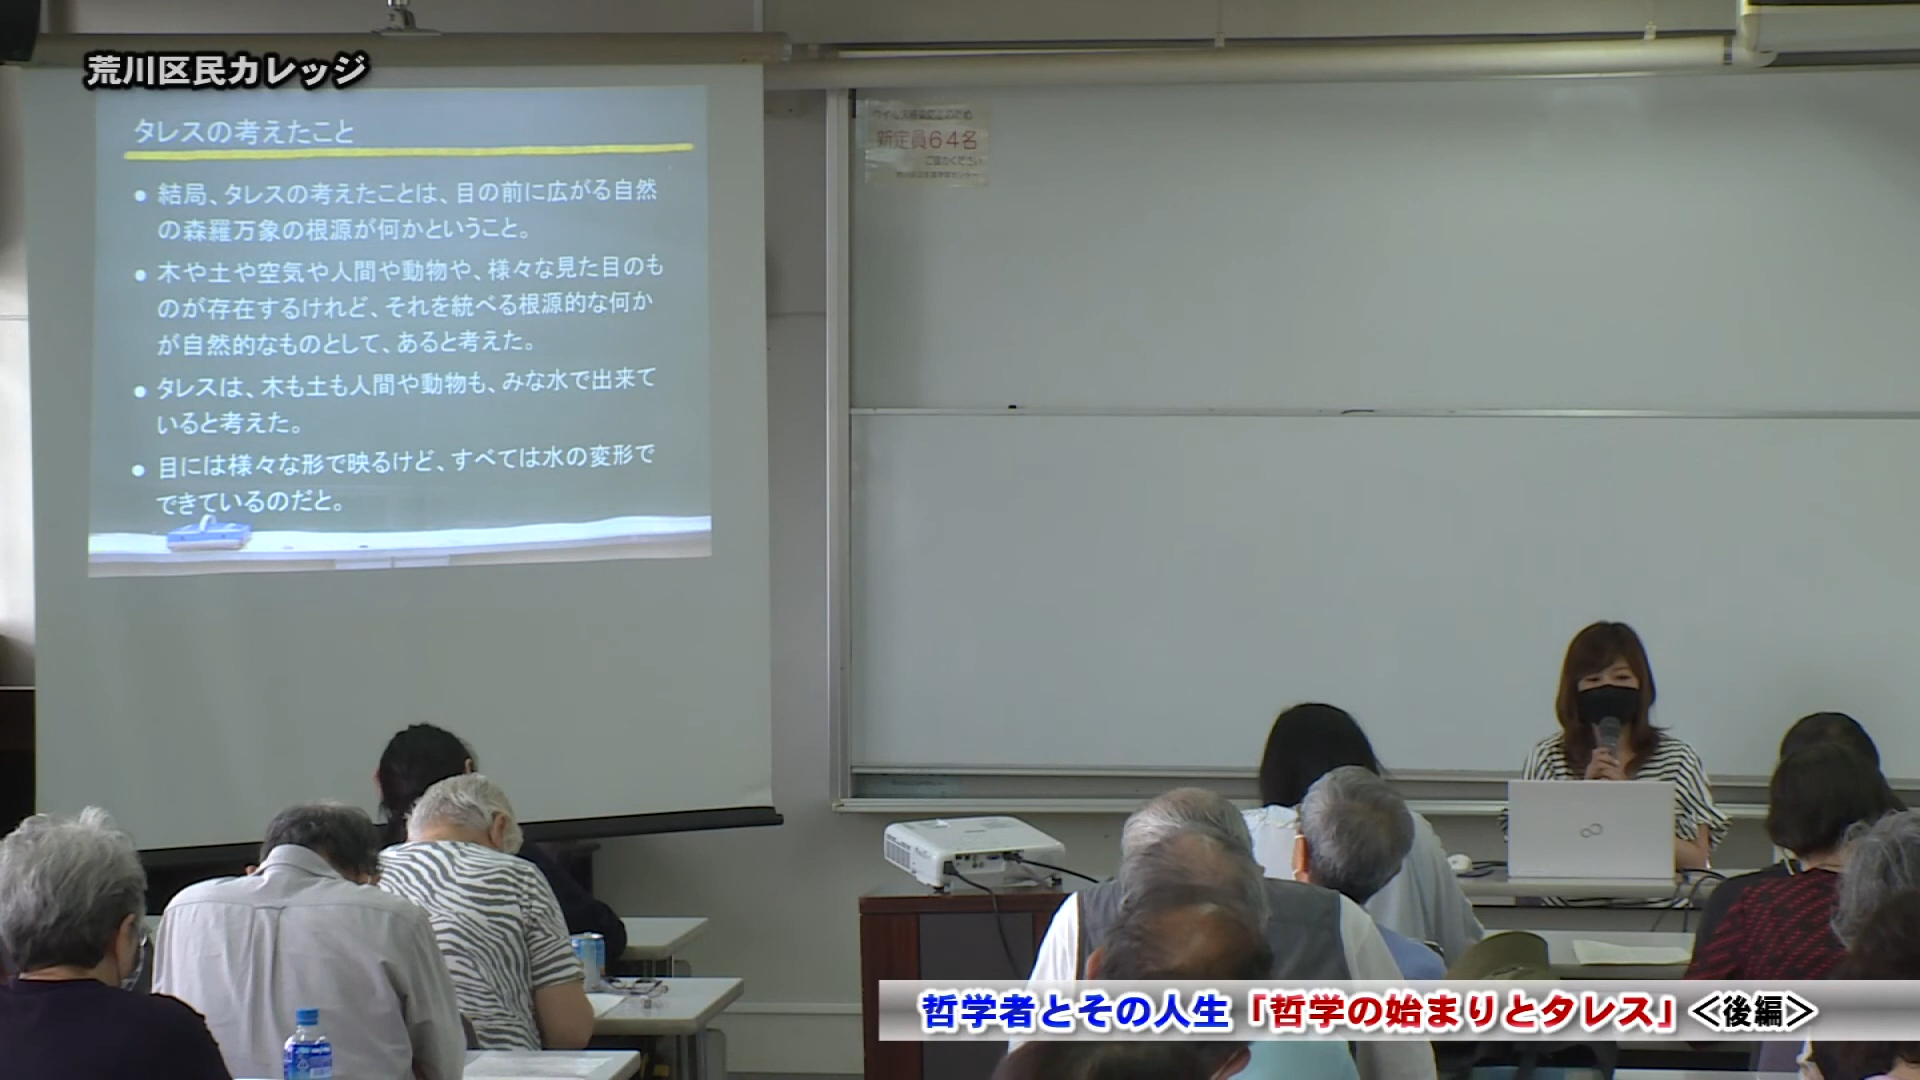 荒川区民カレッジ
タレスの考えたこと
● 結局、タレスの考えたことは、目の前に広がる自然
の森羅万象の根源が何かということ。
● 木や土や空気や人間や動物や、様々な見た目のも
のが存在するけれど、それを統べる根源的な何か
が自然的なものとして、あると考えた。
● タレスは、木も土も人間や動物も、みな水で出来て
いると考えた。
● 目には様々な形で映るけど、すべては水の変形で
できているのだと。
新定員64名
ご協力ください
哲学者とその人生「哲学の始まりとタレス」＜後編＞